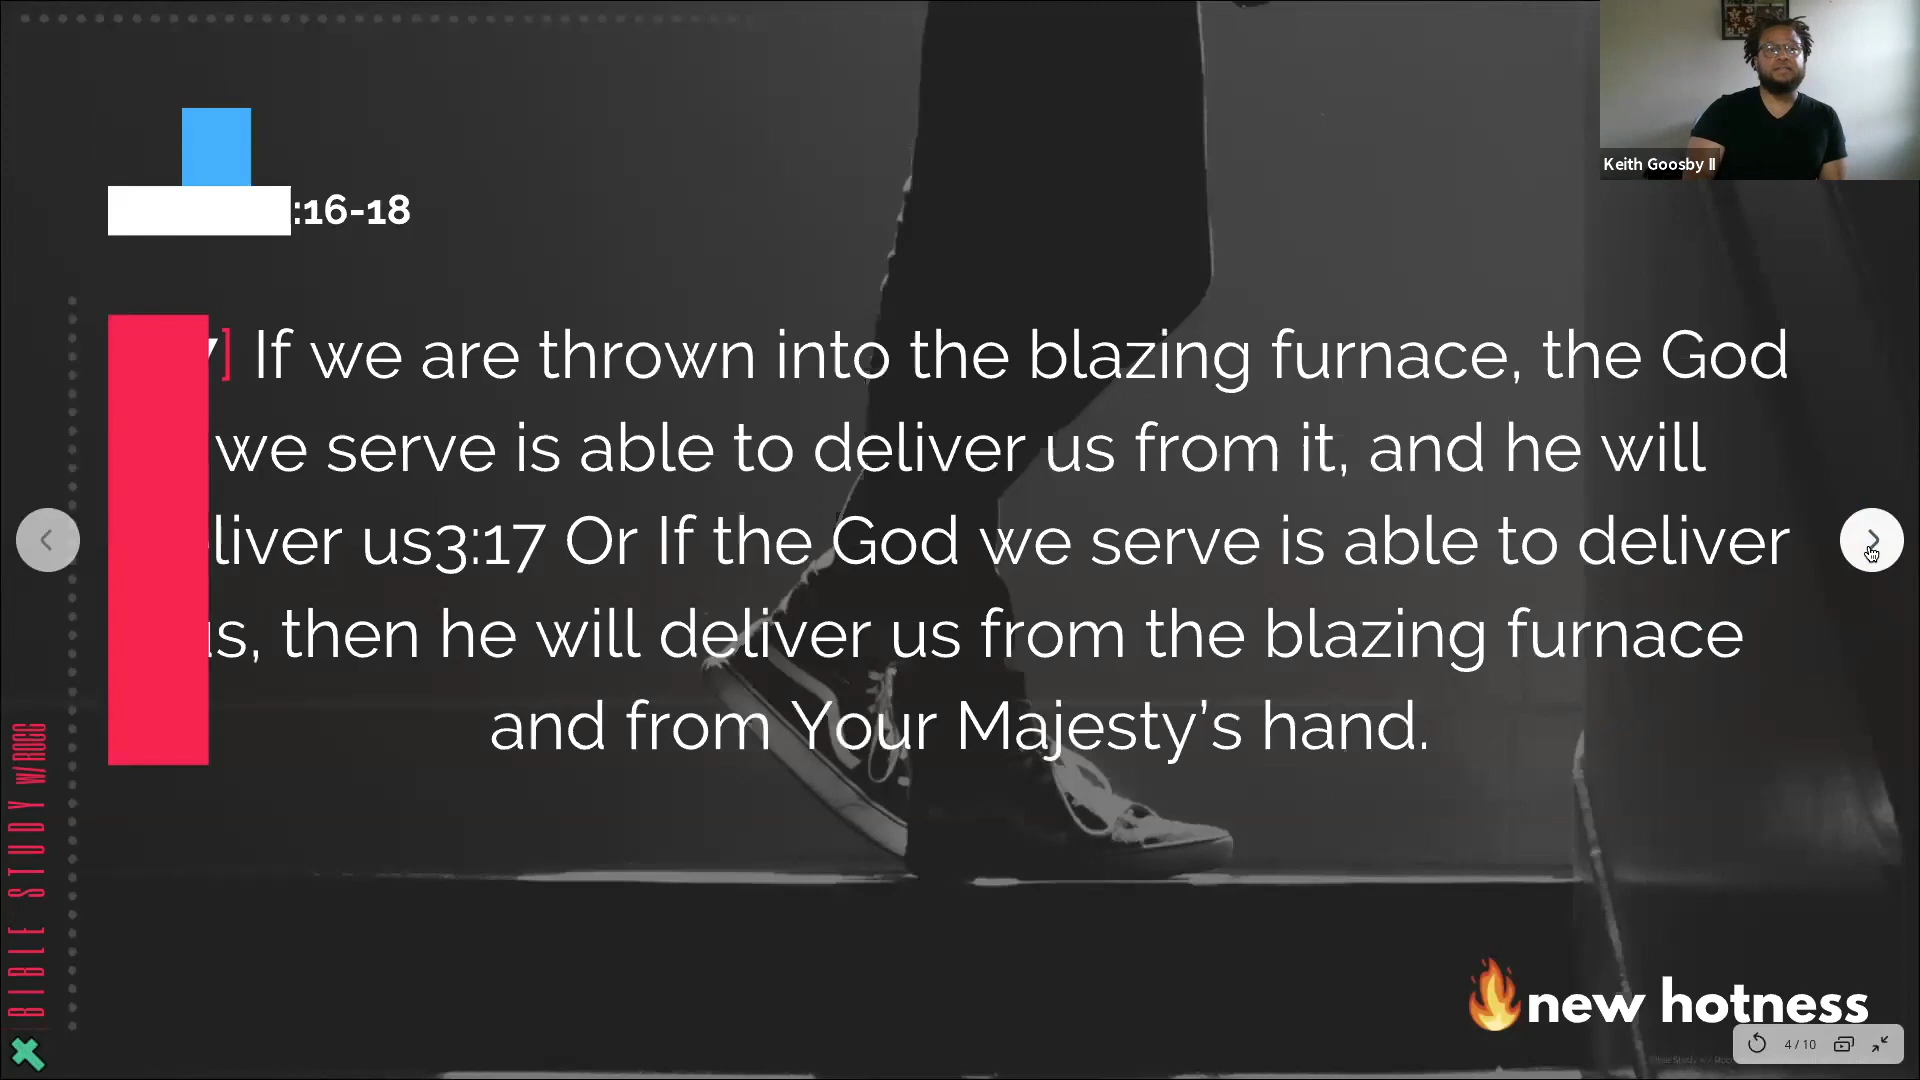 Keith Goosby II
:16-18
] If we are thrown into the blazing furnace, the God
we serve is able to deliver us from it, and he will
liver us3:17 Or If the God we serve is able to deliver
us, then he will deliver us from the blazing furnace
and from Your Majesty’s hand.
BIBLE STUDY W/ROCO
new hotness
4 / 10